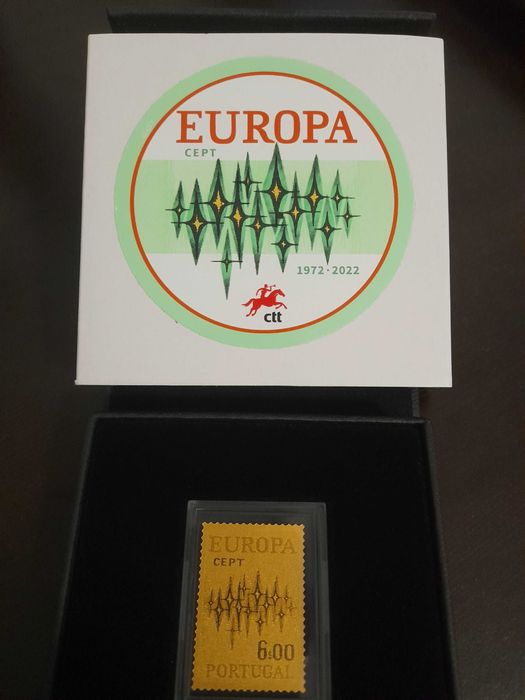 EUROPA
CEPT
1972·2022
ctt
EUROPA
CEPT
6$00
PORTUGAL